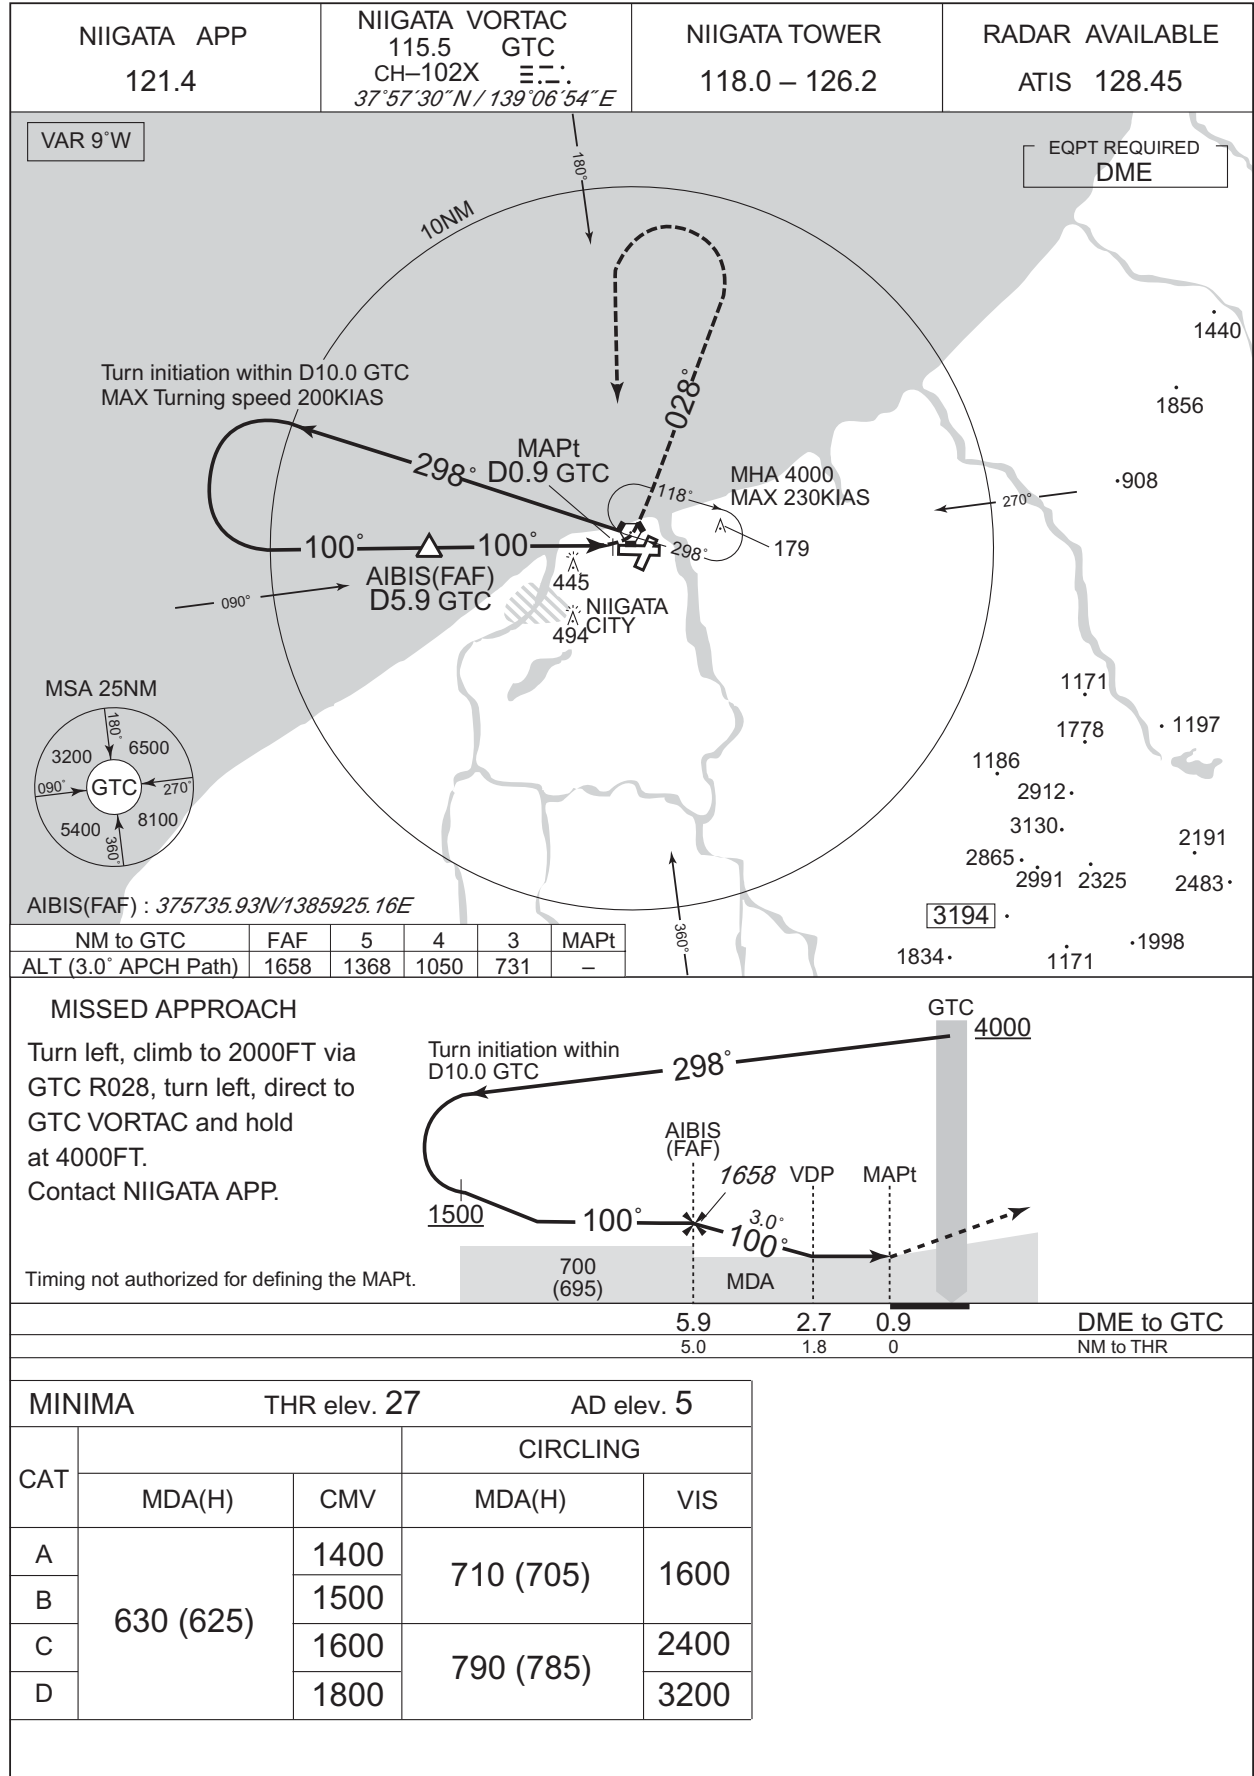 NIIGATA APP
121.4
NIIGATA VORTAC
115.5 GTC
CH–102X
37°57′30″N / 139°06′54″E
NIIGATA TOWER
118.0 – 126.2
RADAR AVAILABLE
ATIS 128.45
VAR 9°W
EQPT REQUIRED
DME
180°
10NM
1440
Turn initiation within D10.0 GTC
MAX Turning speed 200KIAS
1856
028°
MAPt
D0.9 GTC
298°
MHA 4000
MAX 230KIAS
908
118°
270°
179
298°
100°
100°
AIBIS(FAF)
D5.9 GTC
445
090°
NIIGATA
CITY
494
MSA 25NM
180°
3200
6500
090°
GTC
270°
5400
8100
360°
1171
1778
1197
1186
2912
3130
2191
2865
2991
2325
2483
3194
1834
1171
1998
360°
AIBIS(FAF) : 375735.93N/1385925.16E
NM to GTC FAF 5 4 3 MAPt
ALT (3.0° APCH Path) 1658 1368 1050 731 –
MISSED APPROACH
Turn left, climb to 2000FT via
GTC R028, turn left, direct to
GTC VORTAC and hold
at 4000FT.
Contact NIIGATA APP.
Timing not authorized for defining the MAPt.
GTC
4000
Turn initiation within
D10.0 GTC
298°
AIBIS
(FAF)
1658
VDP
MAPt
1500
100°
3.0°
100°
700
(695)
MDA
5.9 2.7 0.9 DME to GTC
5.0 1.8 0 NM to THR
MINIMA THR elev. 27 AD elev. 5
CAT
CIRCLING
MDA(H) CMV MDA(H) VIS
A 1400
B 1500
630 (625)
710 (705) 1600
C 1600 2400
790 (785)
D 1800 3200